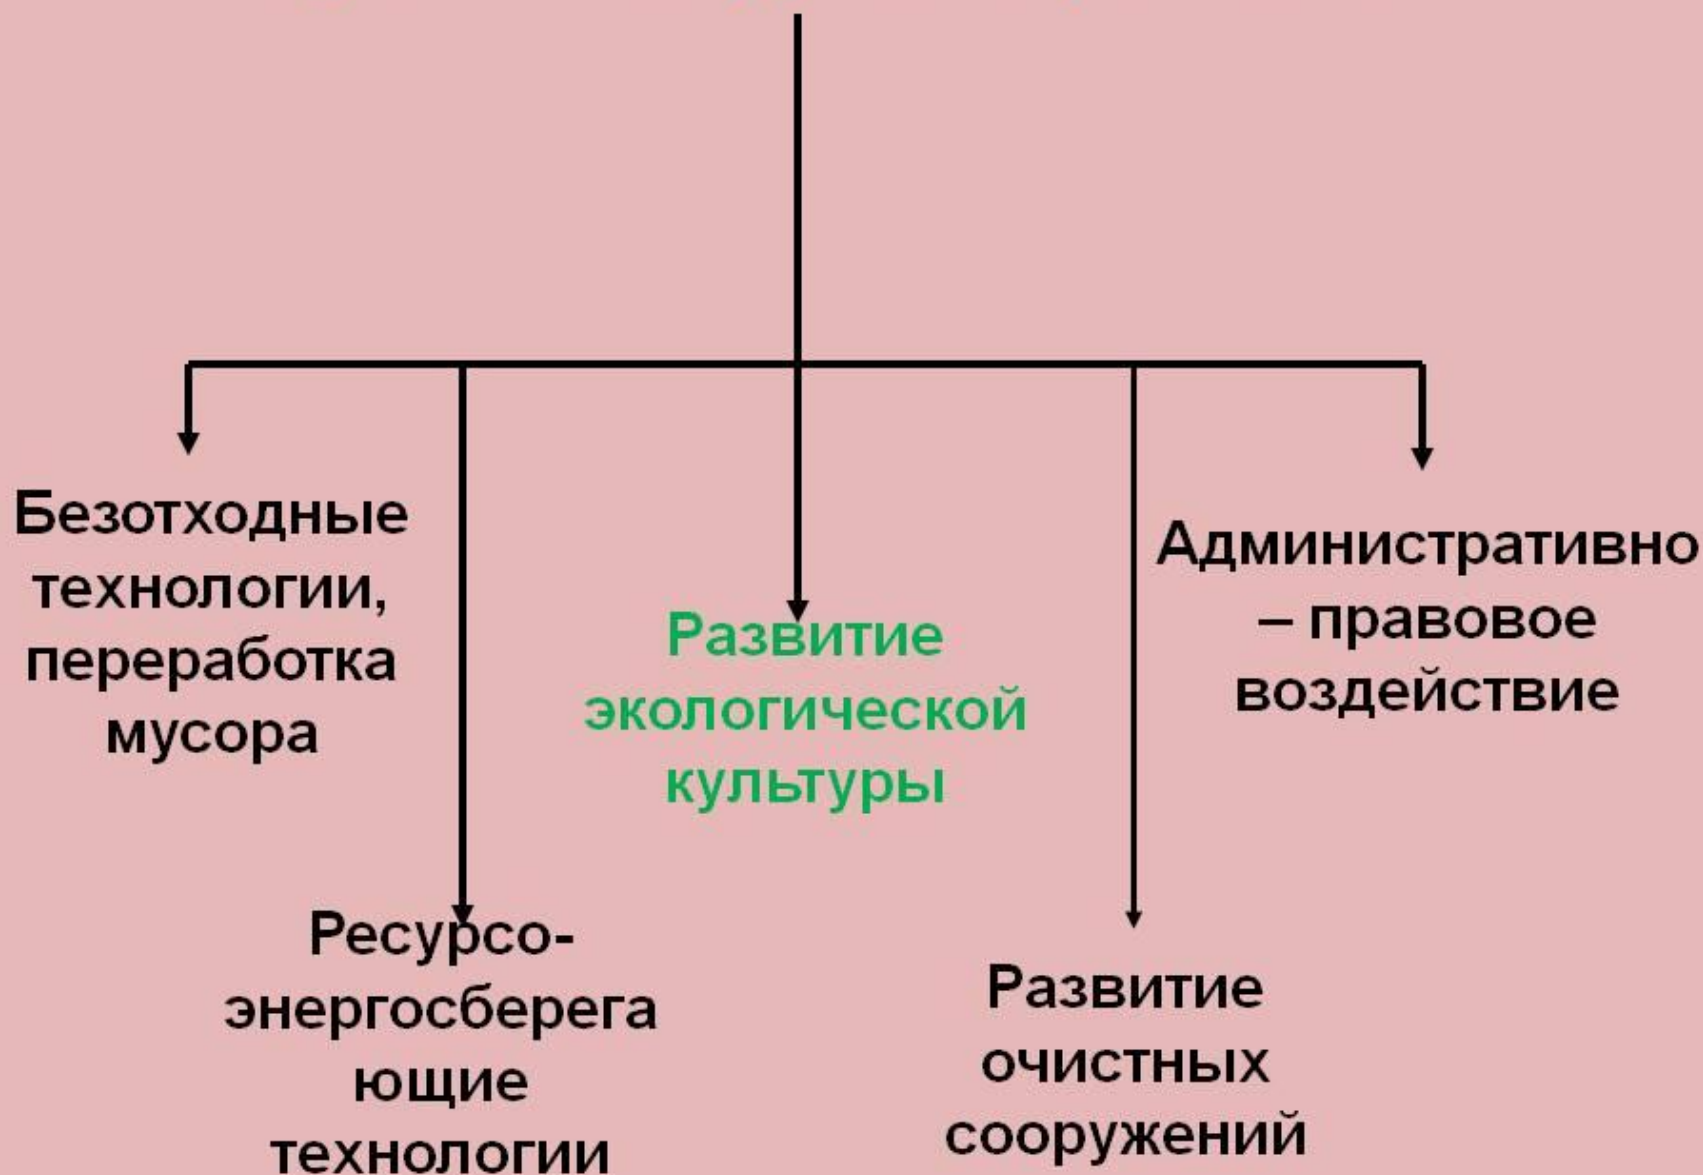 Безотходные
технологии,
переработка
мусора
Ресурсо-
энергосберега
ющие
технологии
Развитие
экологической
культуры
Развитие
очистных
сооружений
Административно
– правовое
воздействие